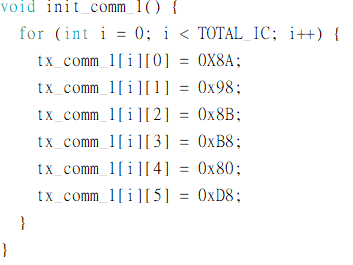 void init_comm_1() {
for (int i = 0; i < TOTAL_IC; i++) {
tx_comm_1[i][0] = 0X8A;
tx_comm_1[i][1] = 0x98;
tx_comm_1[i][2] = 0x8B;
tx_comm_1[i][3] = 0xB8;
tx_comm_1[i][4] = 0x80;
tx_comm_1[i][5] = 0xD8;
}
}